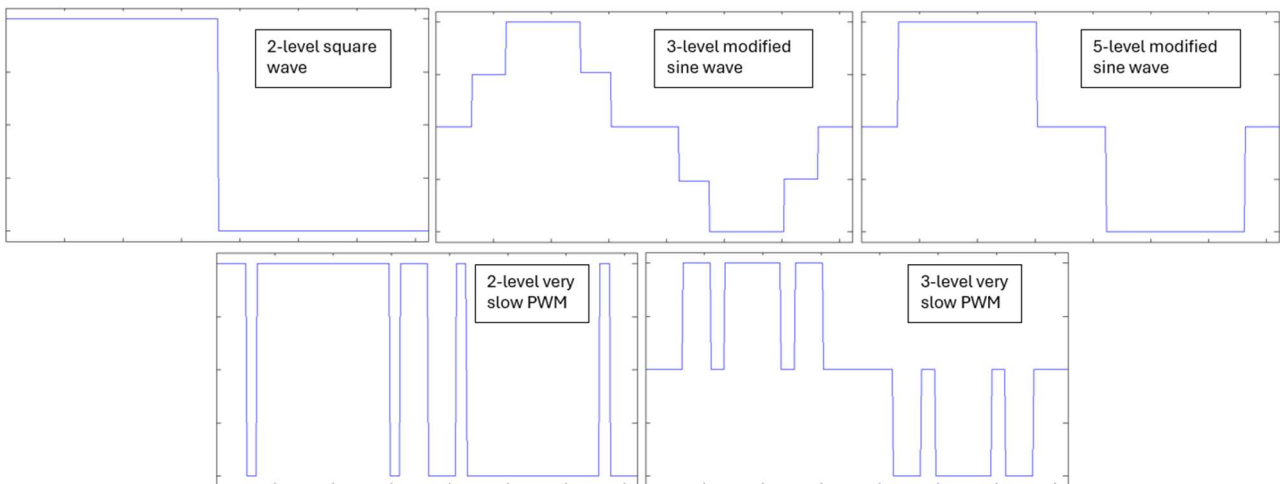 2-level square
wave
3-level modified
sine wave
5-level modified
sine wave
2-level very
slow PWM
3-level very
slow PWM